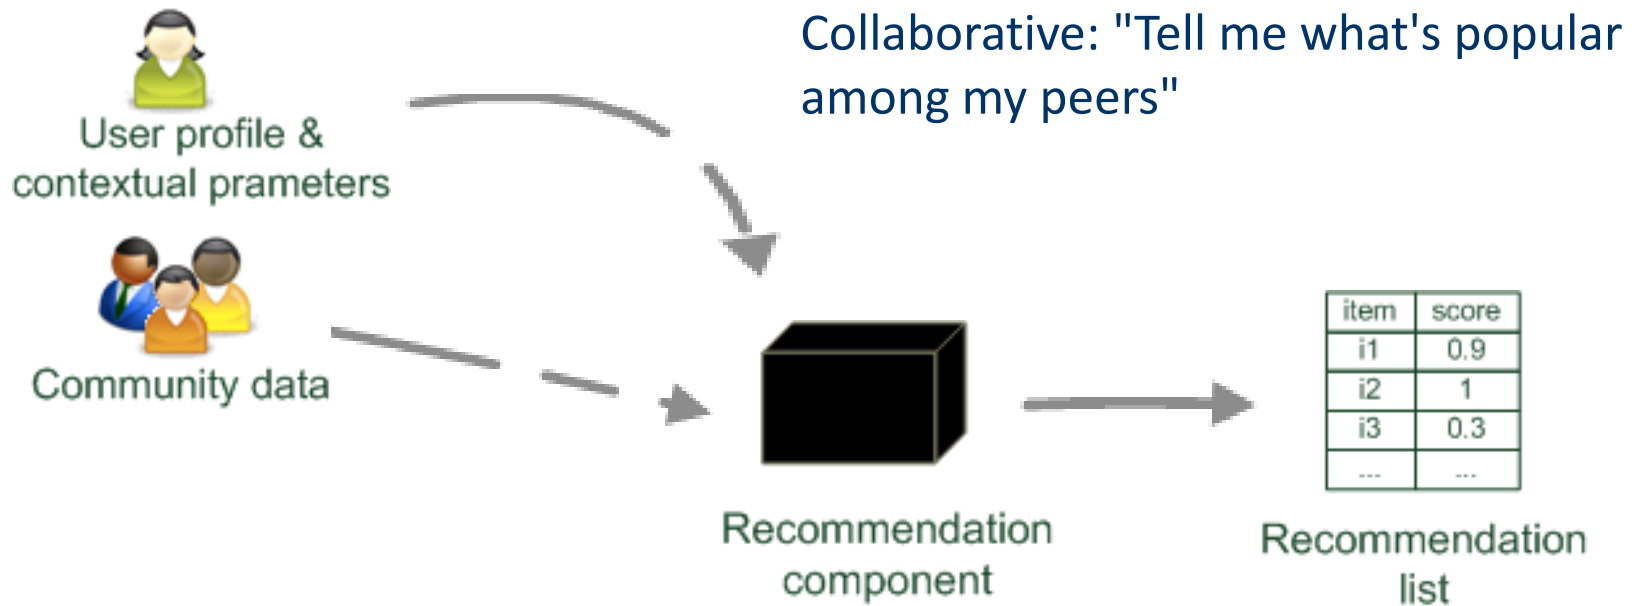 Collaborative: "Tell me what's popular
among my peers"
User profile &
contextual prameters
Community data
item score
i1 0.9
i2 1
i3 0.3
... ...
Recommendation
component
Recommendation
list